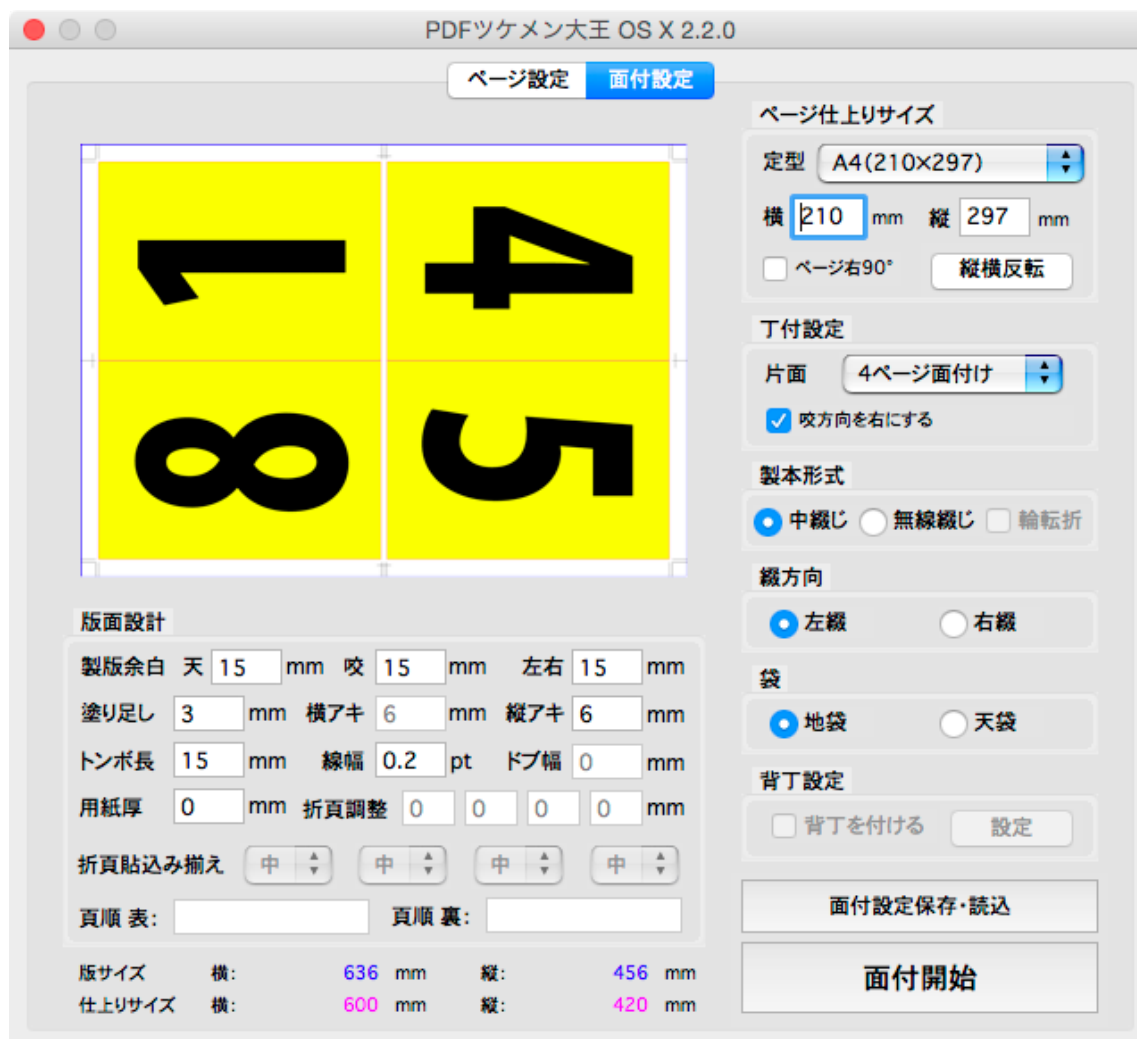 PDFツケメン大王 OS X 2.2.0
ページ設定 面付設定
1 4
8 5
ページ仕上りサイズ
定型 A4(210×297)
横 210 mm 縦 297 mm
ページ右90° 縦横反転
丁付設定
片面 4ページ面付け
咬方向を右にする
製本形式
中綴じ 無線綴じ 輪転折
綴方向
左綴 右綴
袋
地袋 天袋
背丁設定
背丁を付ける 設定
面付設定保存・読込
面付開始
版面設計
製版余白 天 15 mm 咬 15 mm 左右 15 mm
塗り足し 3 mm 横アキ 6 mm 縦アキ 6 mm
トンボ長 15 mm 線幅 0.2 pt ドブ幅 0 mm
用紙厚 0 mm 折頁調整 0 0 0 0 mm
折頁貼込み揃え 中 中 中 中
頁順 表: 頁順 裏:
版サイズ 横: 636 mm 縦: 456 mm
仕上りサイズ 横: 600 mm 縦: 420 mm